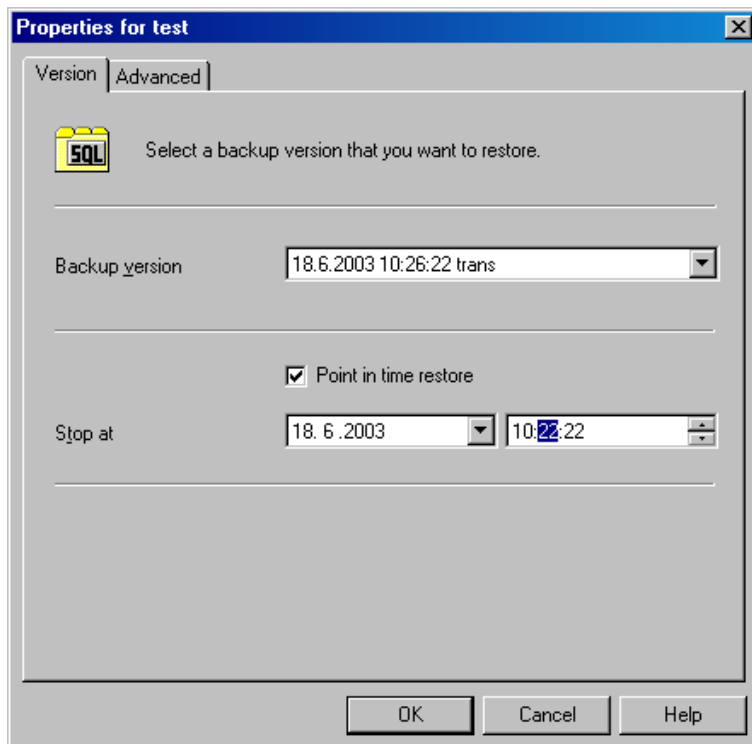 Properties for test
Version Advanced
SQL Select a backup version that you want to restore.
Backup version 18.6.2003 10:26:22 trans
Point in time restore
Stop at 18. 6 .2003 10:22:22
OK Cancel Help